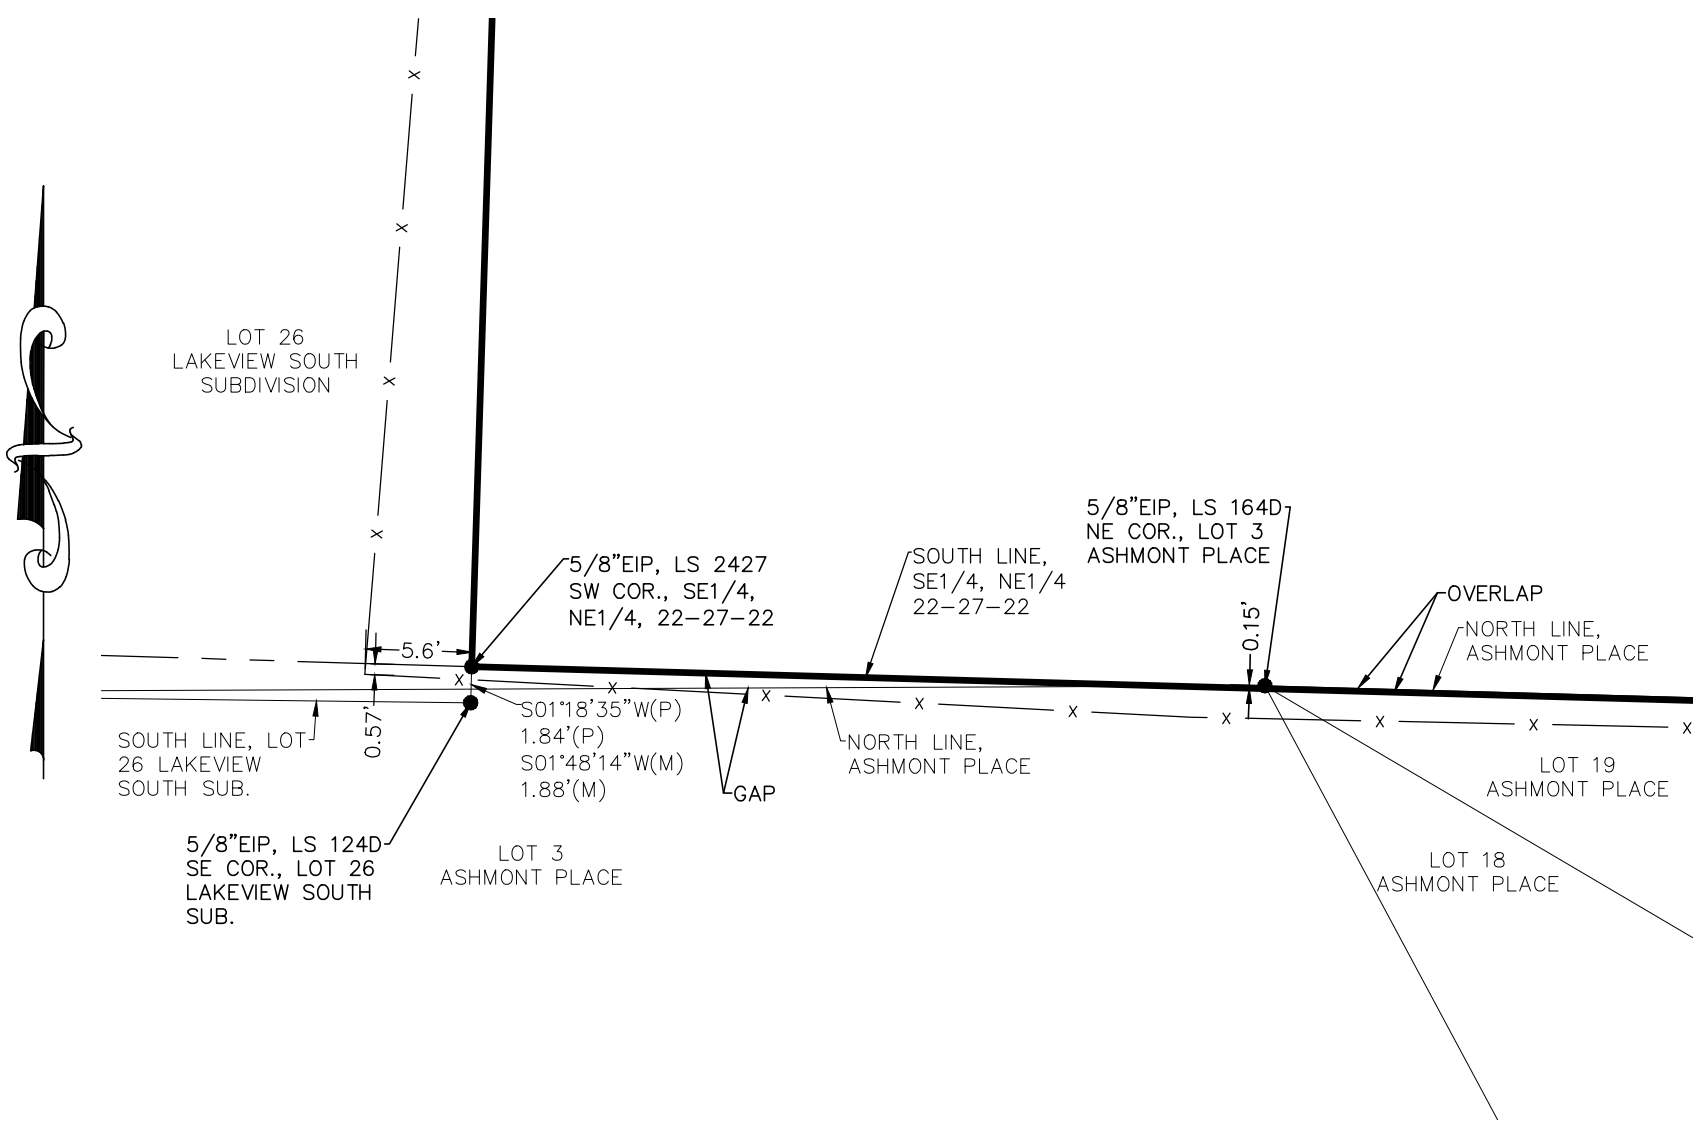 LOT 26
LAKEVIEW SOUTH
SUBDIVISION
5/8"EIP, LS 2427
SW COR., SE1/4,
NE1/4, 22-27-22
SOUTH LINE,
SE1/4, NE1/4
22-27-22
5/8"EIP, LS 164D
NE COR., LOT 3
ASHMONT PLACE
0.15'
OVERLAP
NORTH LINE,
ASHMONT PLACE
5.6'
0.57'
x
x
x
x
x
x
x
x
x
x
x
x
x
SOUTH LINE, LOT
26 LAKEVIEW
SOUTH SUB.
S01°18'35"W(P)
1.84'(P)
S01°48'14"W(M)
1.88'(M)
GAP
NORTH LINE,
ASHMONT PLACE
LOT 19
ASHMONT PLACE
5/8"EIP, LS 124D
SE COR., LOT 26
LAKEVIEW SOUTH
SUB.
LOT 3
ASHMONT PLACE
LOT 18
ASHMONT PLACE